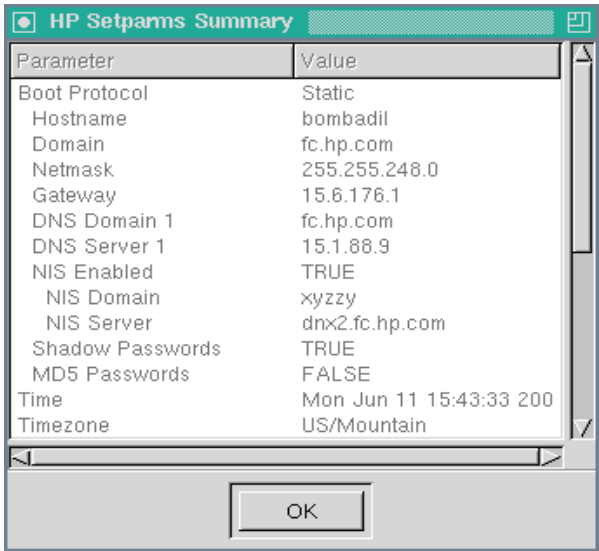 HP Setparms Summary
Parameter Value
Boot Protocol Static
Hostname bombadil
Domain fc.hp.com
Netmask 255.255.248.0
Gateway 15.6.176.1
DNS Domain 1 fc.hp.com
DNS Server 1 15.1.88.9
NIS Enabled TRUE
NIS Domain xyzzy
NIS Server dnx2.fc.hp.com
Shadow Passwords TRUE
MD5 Passwords FALSE
Time Mon Jun 11 15:43:33 200
Timezone US/Mountain
OK